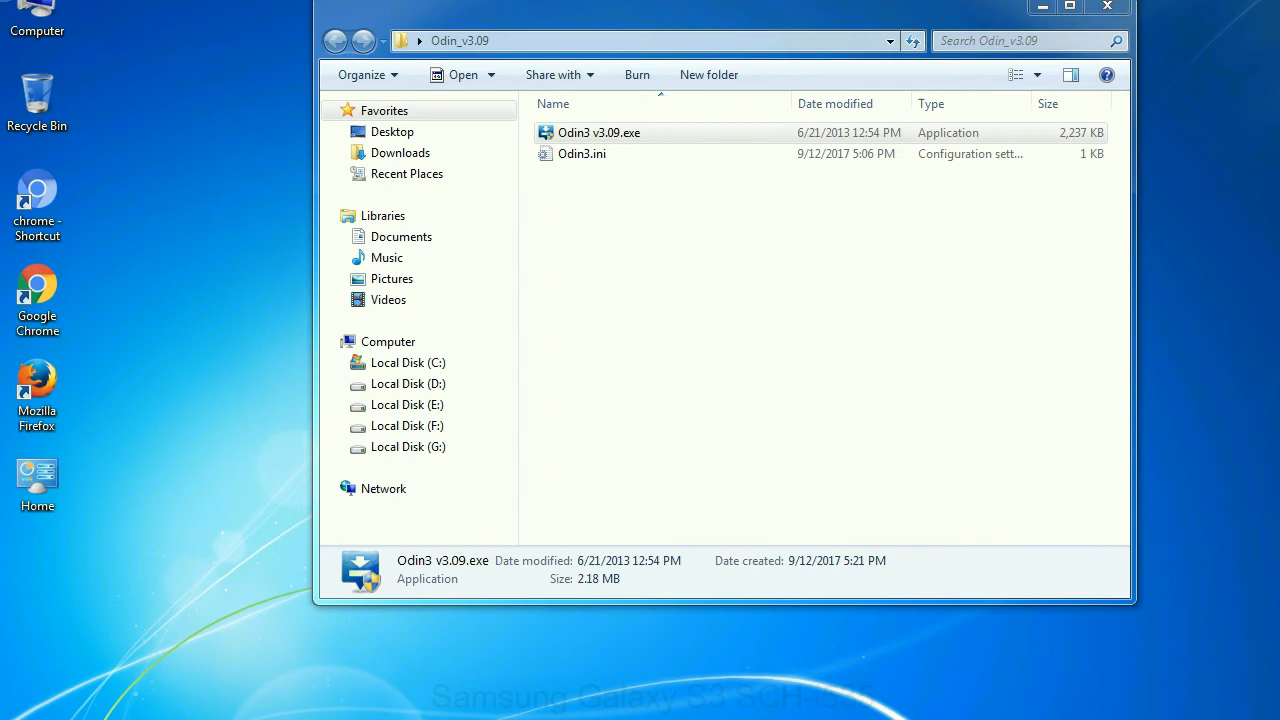 Computer
Recycle Bin
chrome -
Shortcut
Google
Chrome
Mozilla
Firefox
Home
Odin_v3.09
Search Odin_v3.09
Organize
Open
Share with
Burn
New folder
Name
Date modified
Type
Size
Odin3 v3.09.exe
6/21/2013 12:54 PM
Application
2,237 KB
Odin3.ini
9/12/2017 5:06 PM
Configuration sett...
1 KB
Favorites
Desktop
Downloads
Recent Places
Libraries
Documents
Music
Pictures
Videos
Computer
Local Disk (C:)
Local Disk (D:)
Local Disk (E:)
Local Disk (F:)
Local Disk (G:)
Network
Odin3 v3.09.exe
Date modified: 6/21/2013 12:54 PM
Date created: 9/12/2017 5:21 PM
Application
Size: 2.18 MB
Samsung Galaxy S3